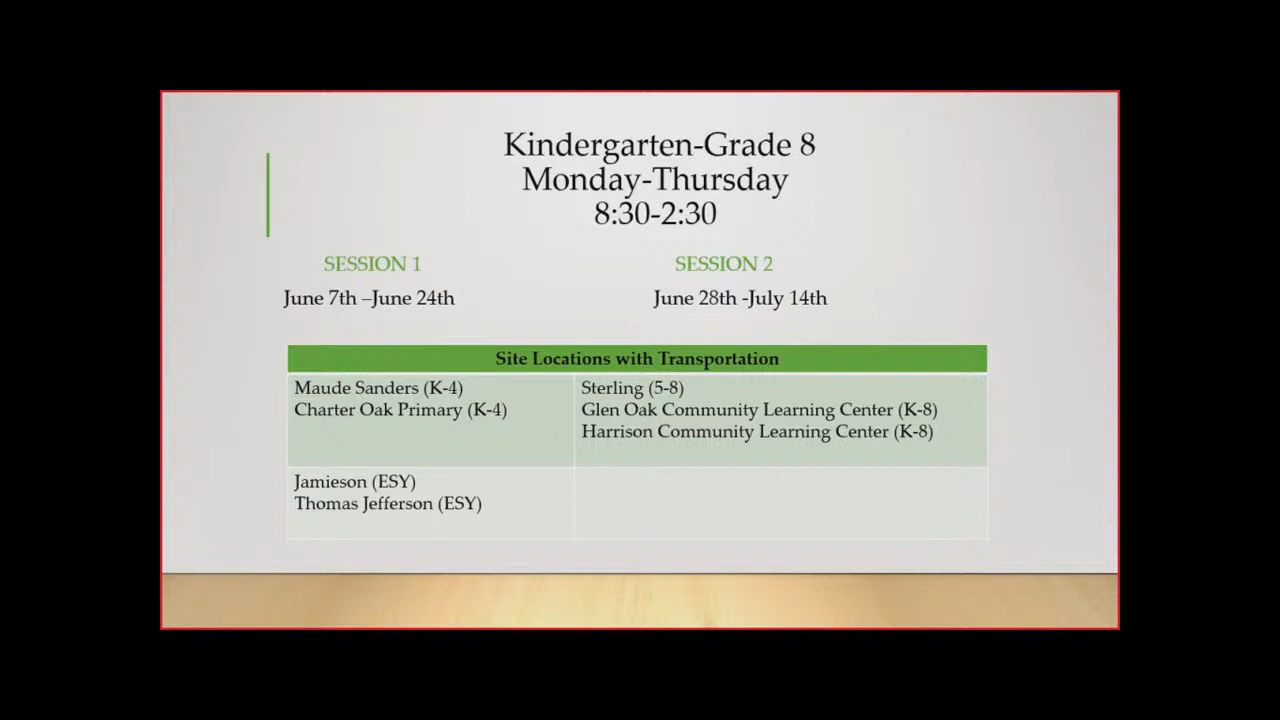 Kindergarten-Grade 8
Monday-Thursday
8:30-2:30
SESSION 1
June 7th –June 24th
SESSION 2
June 28th -July 14th
Site Locations with Transportation
Maude Sanders (K-4)
Charter Oak Primary (K-4)
Sterling (5-8)
Glen Oak Community Learning Center (K-8)
Harrison Community Learning Center (K-8)
Jamieson (ESY)
Thomas Jefferson (ESY)